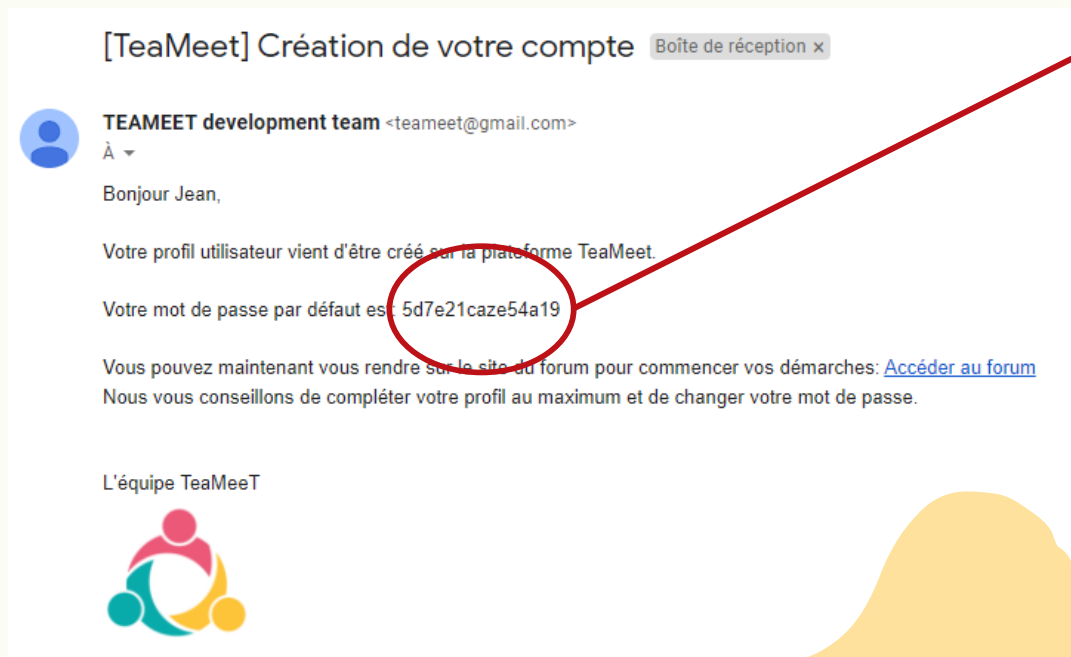 [TeaMeet] Création de votre compte Boîte de réception ×
TEAMEET development team <teameet@gmail.com>
À
Bonjour Jean,
Votre profil utilisateur vient d'être créé sur la plateforme TeaMeet.
Votre mot de passe par défaut est: 5d7e21caze54a19
Vous pouvez maintenant vous rendre sur le site du forum pour commencer vos démarches: Accéder au forum
Nous vous conseillons de compléter votre profil au maximum et de changer votre mot de passe.
L'équipe TeaMeeT